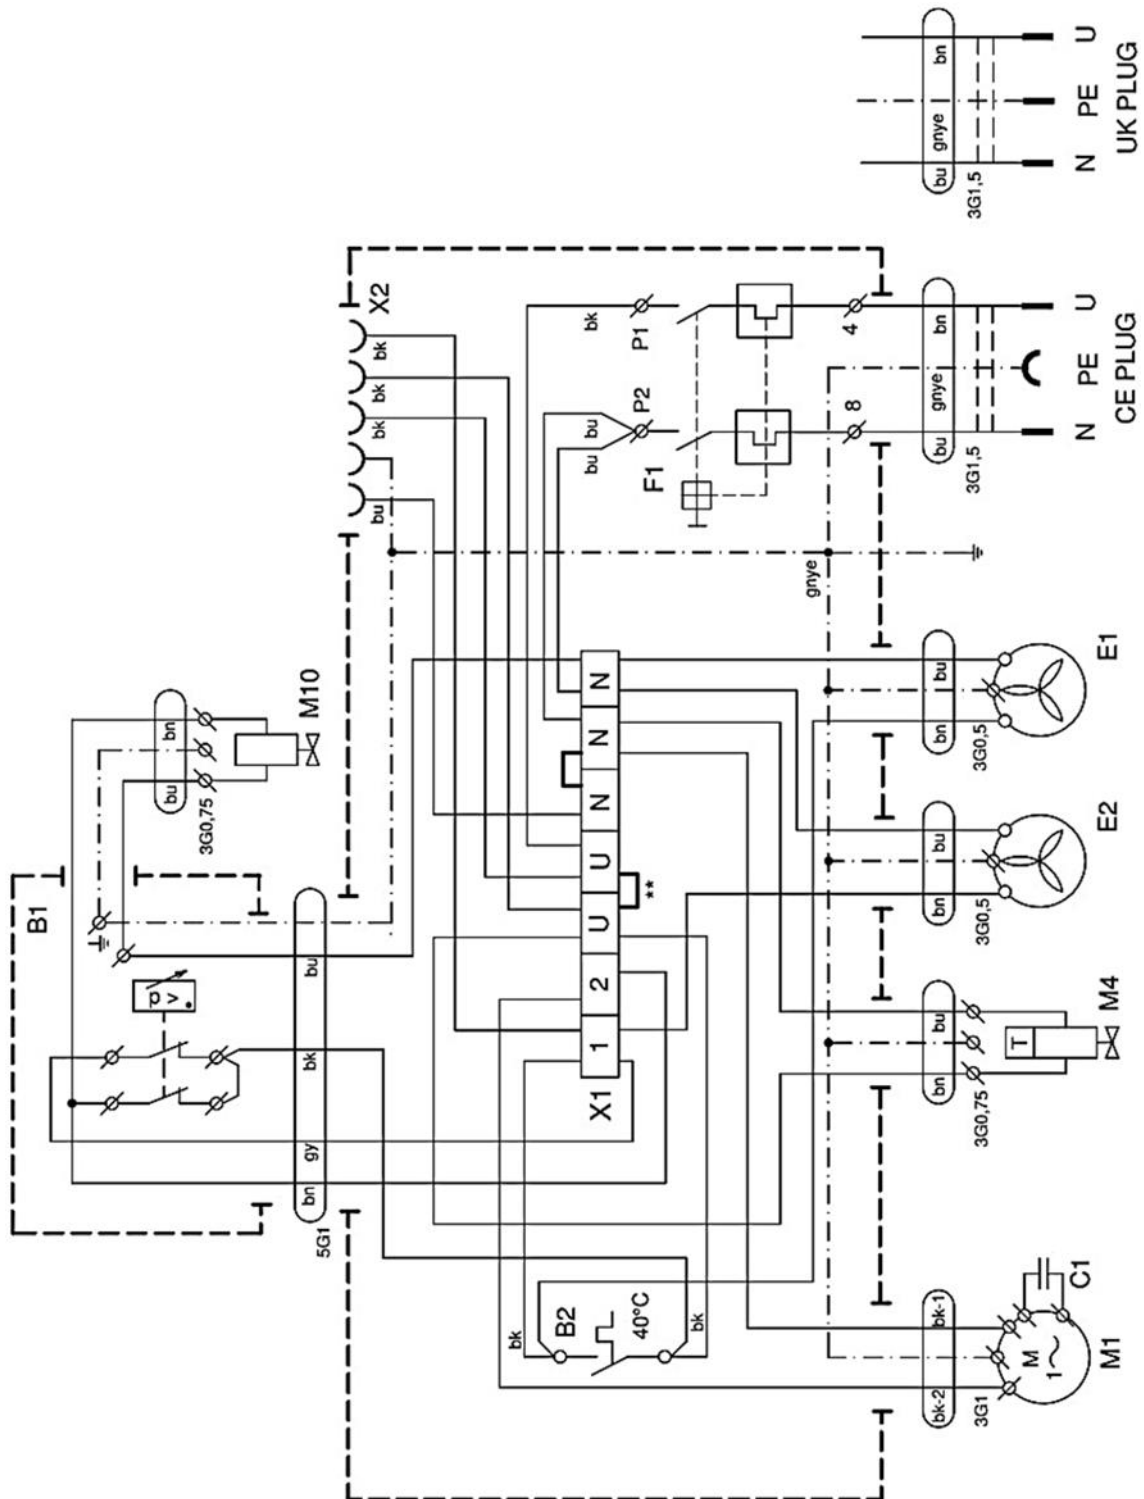 bn
gnye
bu
3G1,5
U
PE
N
UK PLUG
X2
bk
bk
bk
bu
bk
P1
bu
bu
P2
F1
4
8
bn
gnye
bu
3G1,5
U
PE
N
CE PLUG
gnye
M10
bn
bu
3G0,75
B1
p
v
bu
bk
gy
bn
5G1
N
N
N
U
U
2
1
X1
**
bu
bn
3G0,5
E1
bu
bn
3G0,5
E2
bu
bn
3G0,75
T
M4
bk
B2
40°C
bk
bk-1
bk-2
3G1
M
1~
C1
M1